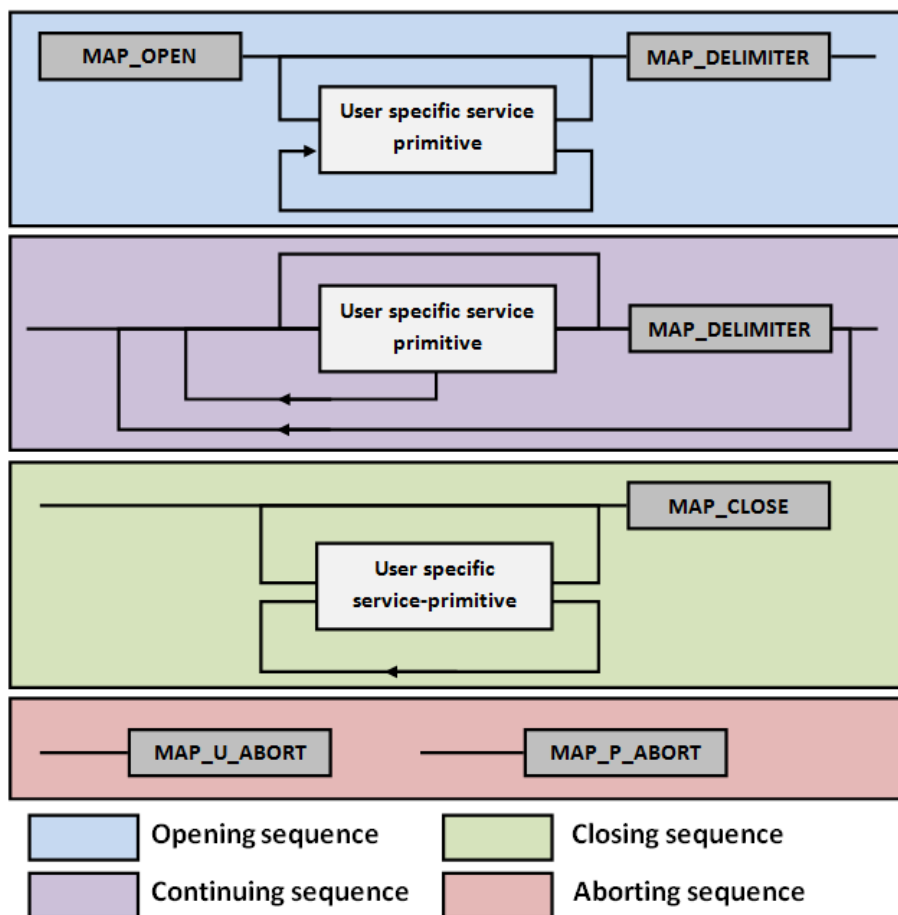 MAP_OPEN
MAP_DELIMITER
User specific service
primitive
User specific service
primitive
MAP_DELIMITER
MAP_CLOSE
User specific
service-primitive
MAP_U_ABORT
MAP_P_ABORT
Opening sequence
Closing sequence
Continuing sequence
Aborting sequence